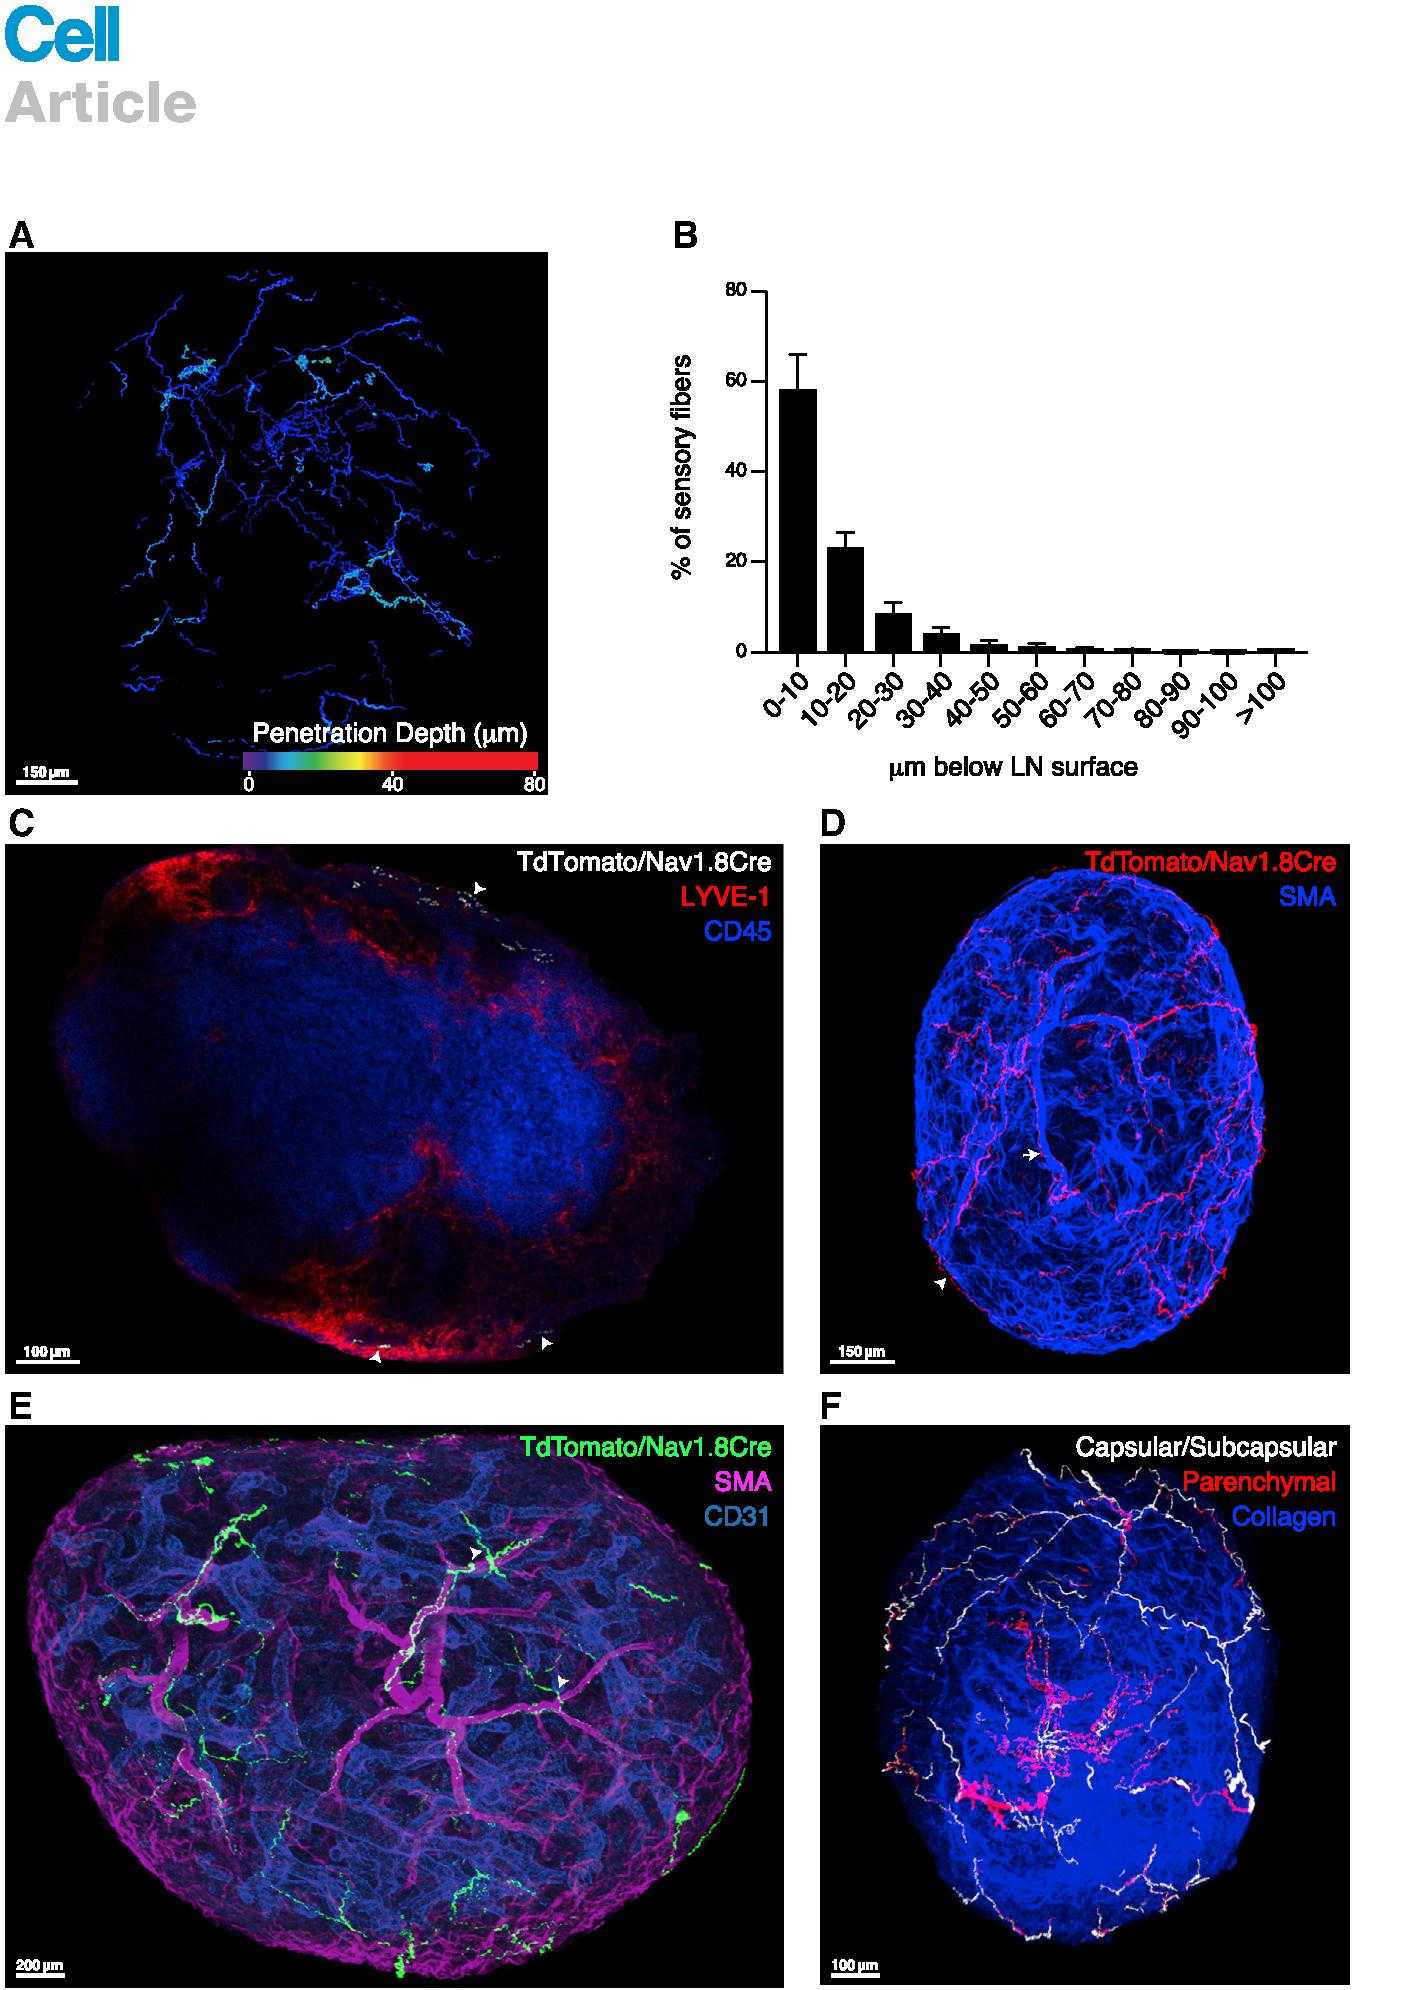 Cell
Article
A
Penetration Depth (µm)
0 40 80
150 µm
B
% of sensory fibers
80
60
40
20
0
0-10 10-20 20-30 30-40 40-50 50-60 60-70 70-80 80-90 90-100 >100
µm below LN surface
C
TdTomato/Nav1.8Cre
LYVE-1
CD45
100 µm
D
TdTomato/Nav1.8Cre
SMA
150 µm
E
TdTomato/Nav1.8Cre
SMA
CD31
200 µm
F
Capsular/Subcapsular
Parenchymal
Collagen
100 µm